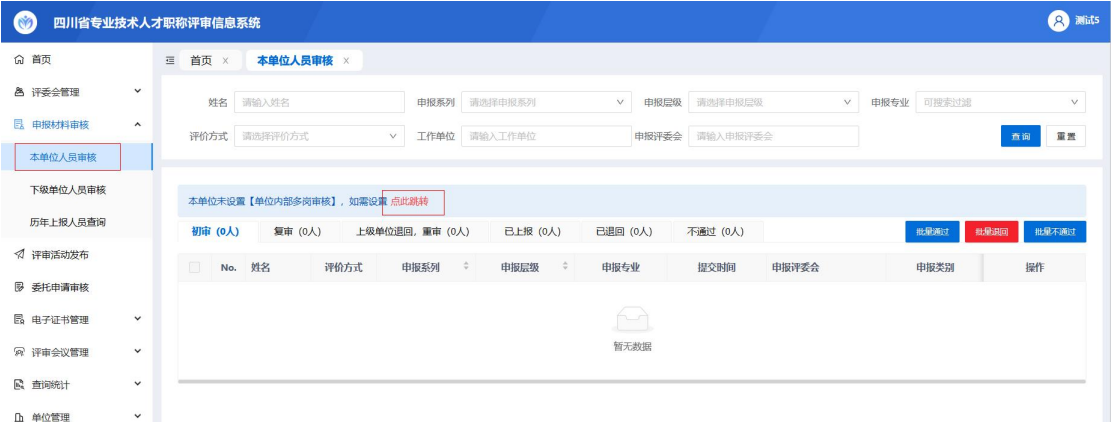 四川省专业技术人才职称评审信息系统 测试5
首页
评委会管理
申报材料审核
本单位人员审核
下级单位人员审核
历年上报人员查询
评审活动发布
委托申请审核
电子证书管理
评审会议管理
查询统计
单位管理
首页 x 本单位人员审核 x
姓名 请输入姓名 申报系列 请选择申报系列 申报层级 请选择申报层级 申报专业 可搜索过滤
评价方式 请选择评价方式 工作单位 请输入工作单位 申报评委会 请输入申报评委会 查询 重置
本单位未设置【单位内部多岗审核】，如需设置 点此跳转
初审（0人） 复审（0人） 上级单位退回，重审（0人） 已上报（0人） 已退回（0人） 不通过（0人） 批量通过 批量退回 批量不通过
No. 姓名 评价方式 申报系列 申报层级 申报专业 提交时间 申报评委会 申报类别 操作
暂无数据